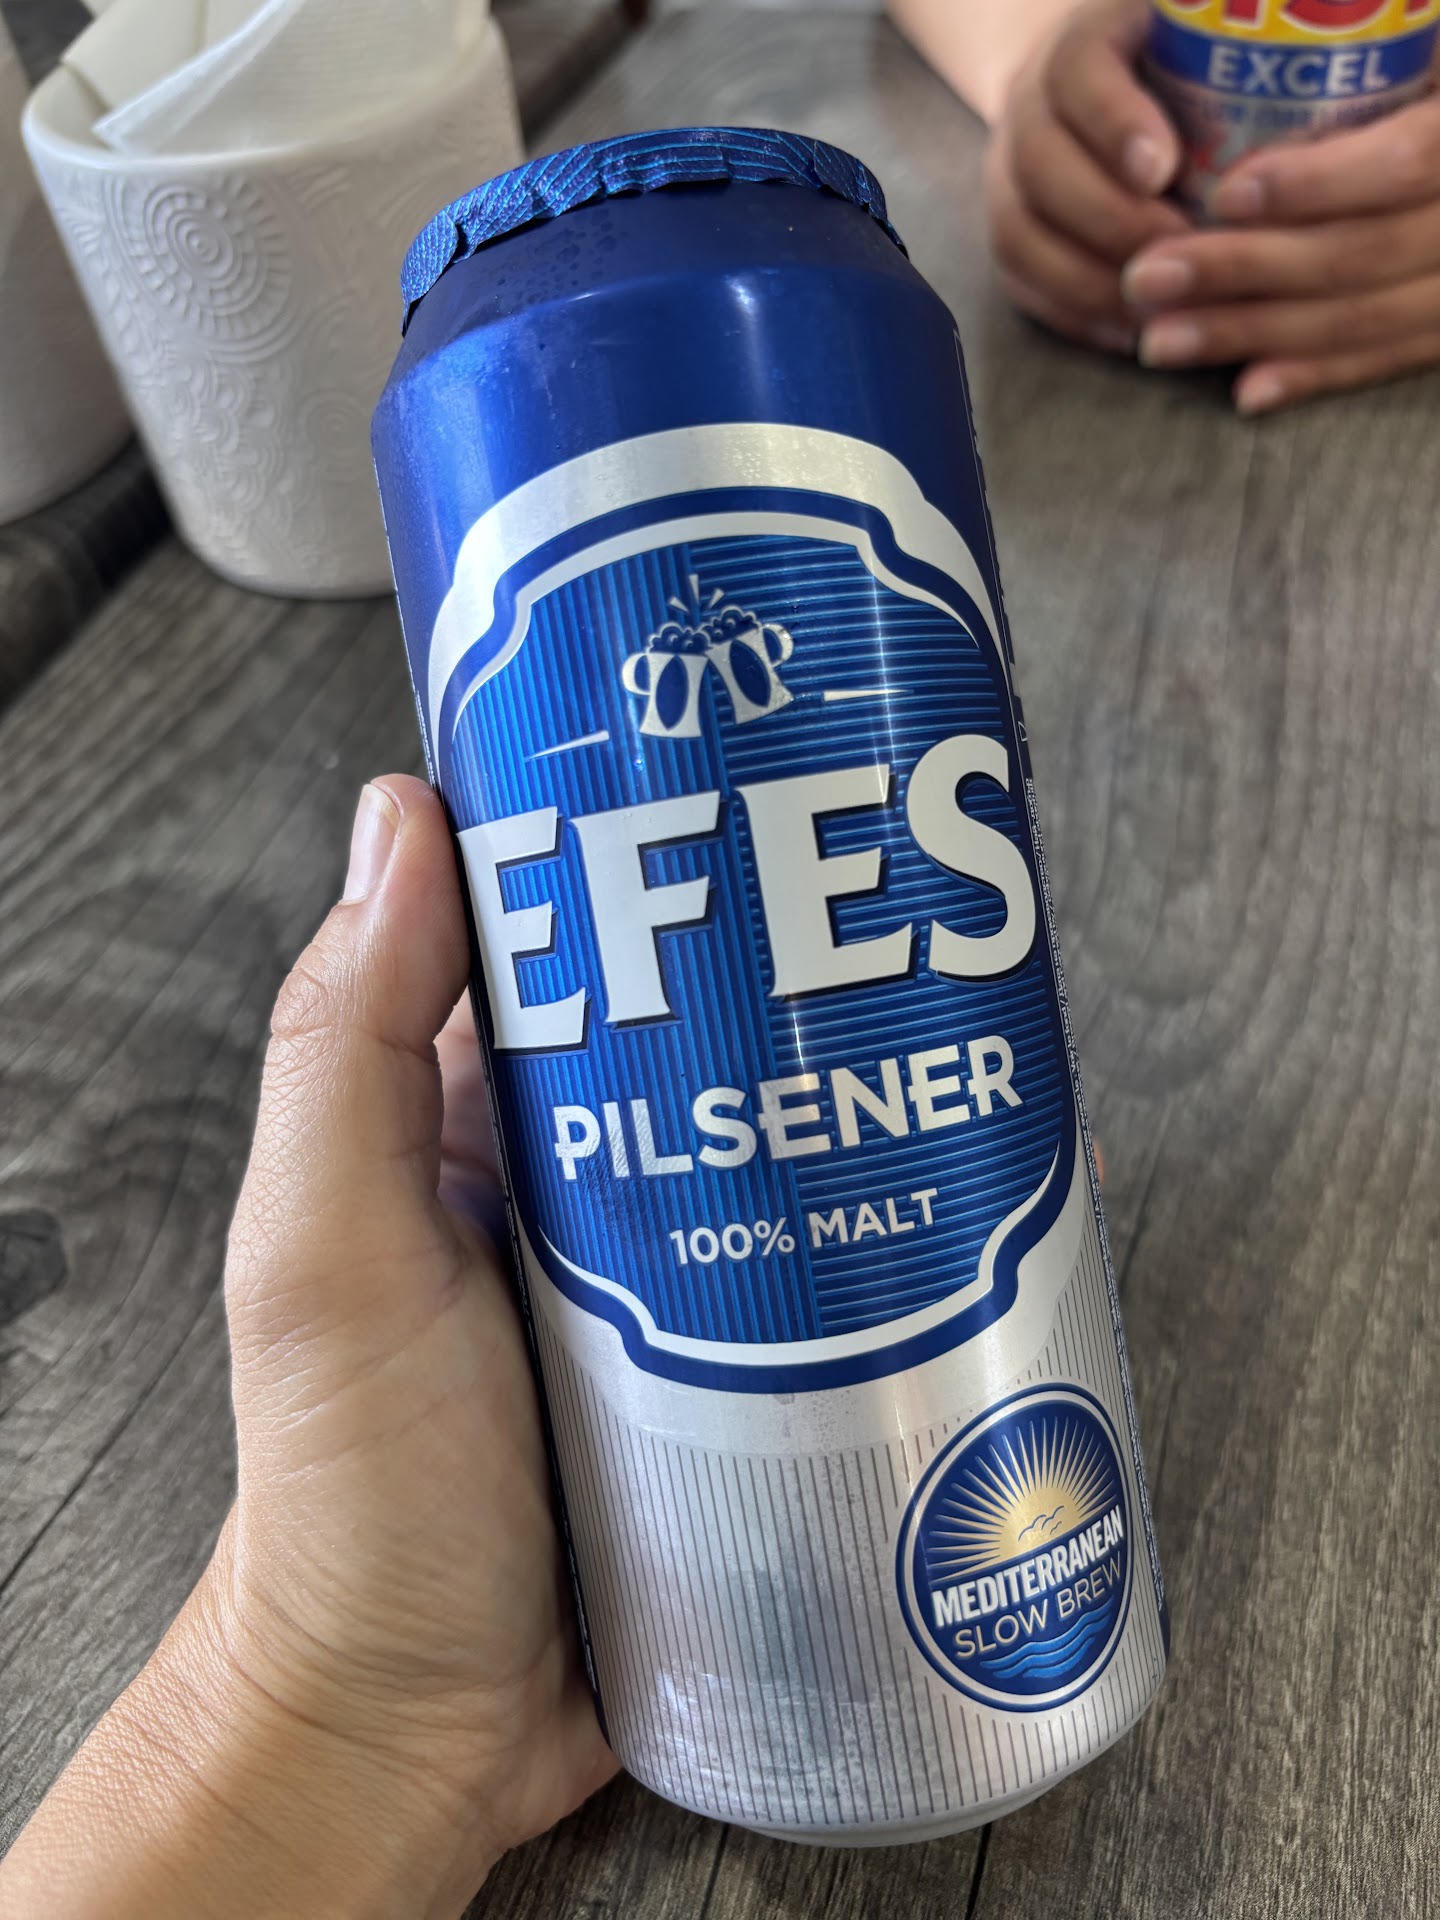 EXCEL
EFES
PILSENER
100% MALT
MEDITERRANEAN
SLOW BREW